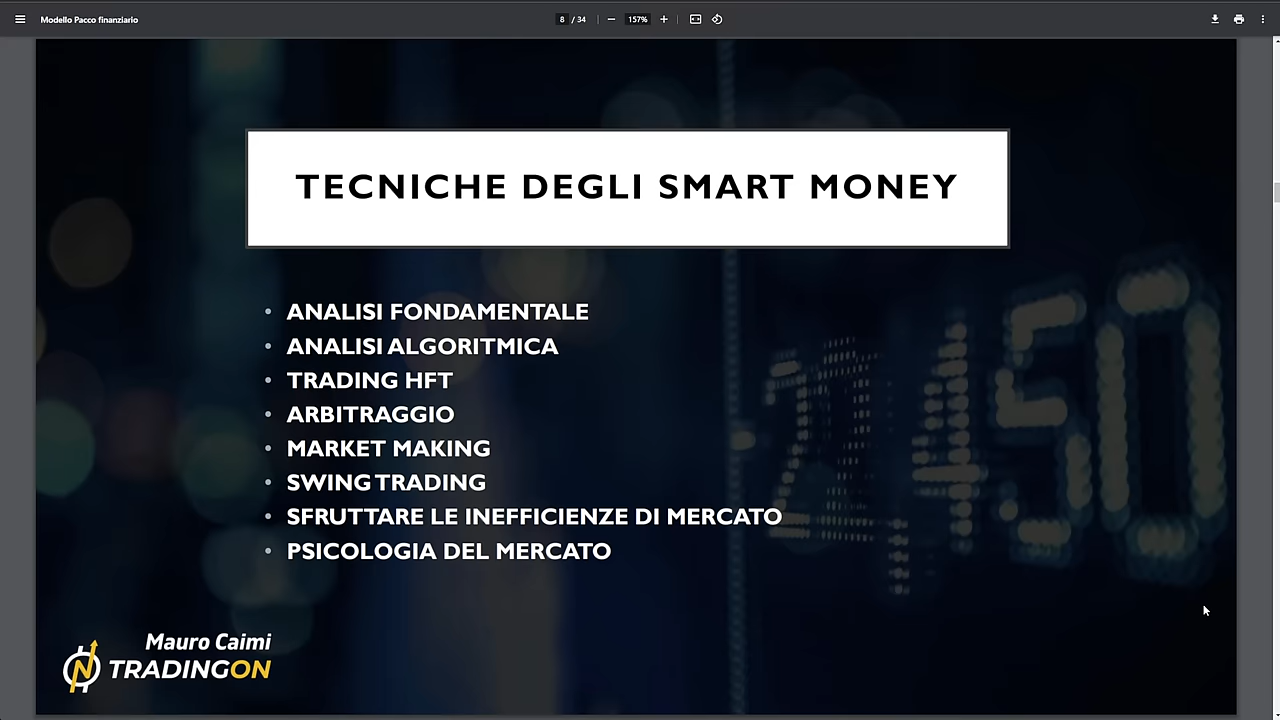 Modello Pacco finanziario
8 / 34
157%
TECNICHE DEGLI SMART MONEY
• ANALISI FONDAMENTALE
• ANALISI ALGORITMICA
• TRADING HFT
• ARBITRAGGIO
• MARKET MAKING
• SWING TRADING
• SFRUTTARE LE INEFFICIENZE DI MERCATO
• PSICOLOGIA DEL MERCATO
Mauro Caimi
TRADINGON